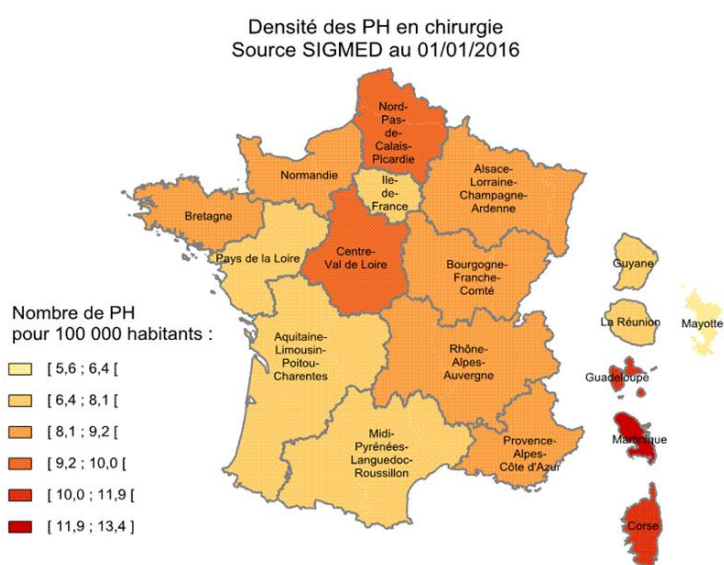 Densité des PH en chirurgie
Source SIGMED au 01/01/2016
Nord-
Pas-
de-
Calais-
Picardie
Normandie
Ile-
de-
France
Alsace-
Lorraine-
Champagne-
Ardenne
Bretagne
Pays de la Loire
Centre-
Val de Loire
Bourgogne-
Franche-
Comté
Guyane
La Réunion
Mayotte
Guadeloupe
Martinique
Corse
Aquitaine-
Limousin-
Poitou-
Charentes
Rhône-
Alpes-
Auvergne
Midi-
Pyrénées-
Languedoc-
Roussillon
Provence-
Alpes-
Côte d'Azur
Nombre de PH
pour 100 000 habitants :
[ 5,6 ; 6,4 [
[ 6,4 ; 8,1 [
[ 8,1 ; 9,2 [
[ 9,2 ; 10,0 [
[ 10,0 ; 11,9 [
[ 11,9 ; 13,4 ]